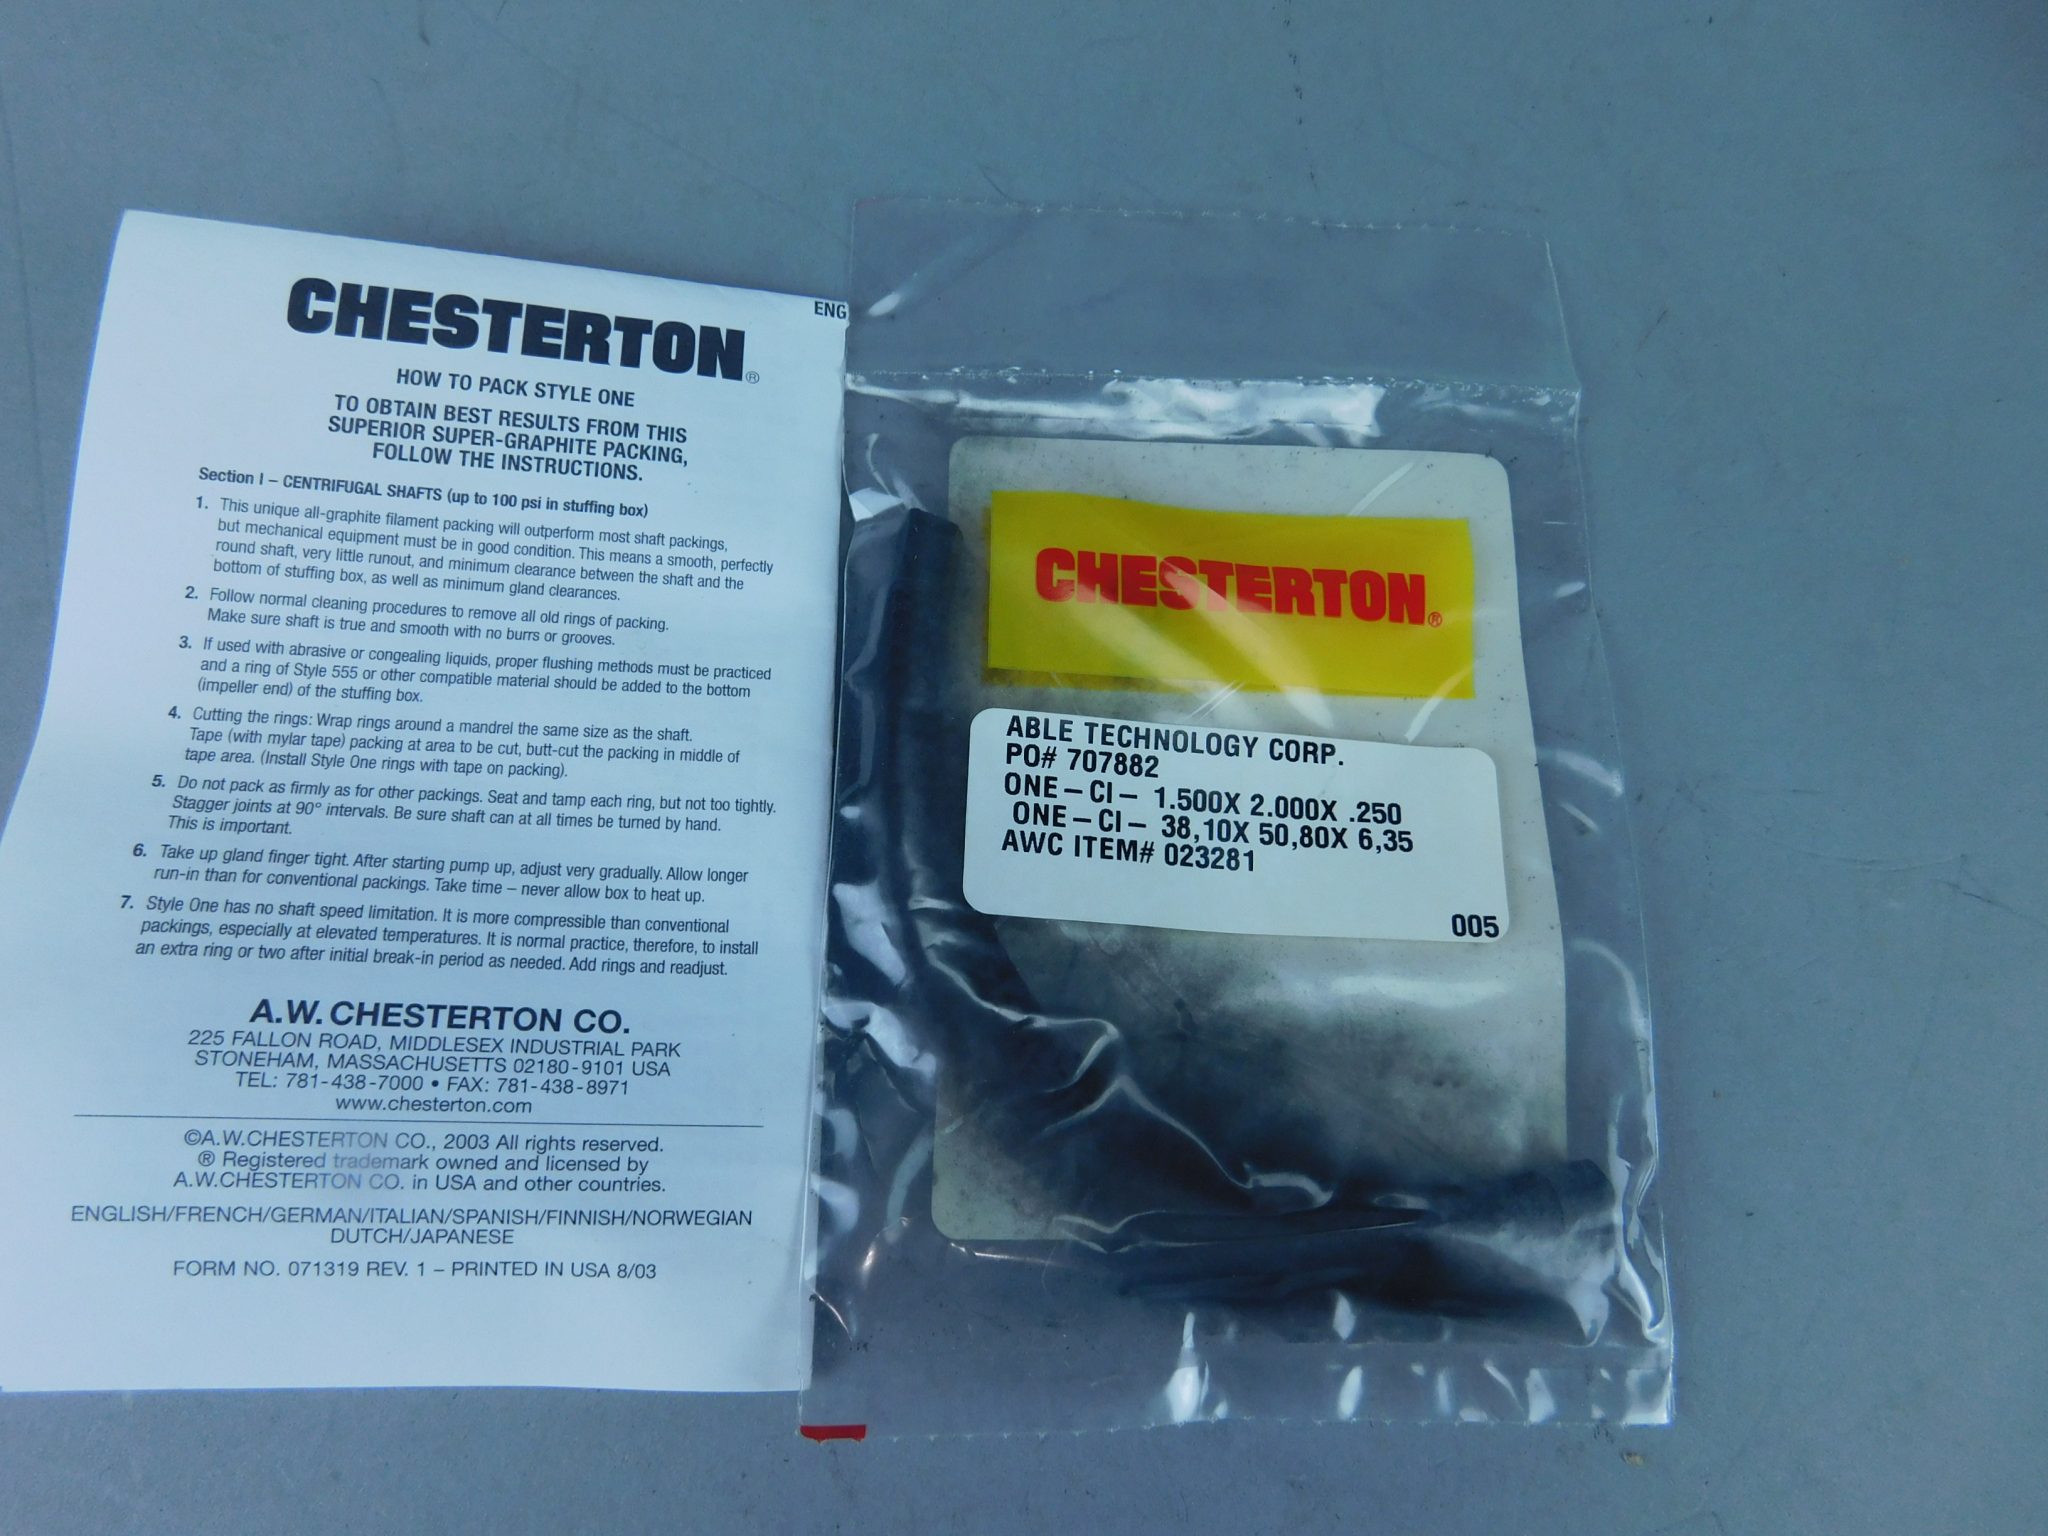 CHESTERTON®
ENG
HOW TO PACK STYLE ONE
TO OBTAIN BEST RESULTS FROM THIS
SUPERIOR SUPER-GRAPHITE PACKING,
FOLLOW THE INSTRUCTIONS.
Section I – CENTRIFUGAL SHAFTS (up to 100 psi in stuffing box)
1. This unique all-graphite filament packing will outperform most shaft packings,
but mechanical equipment must be in good condition. This means a smooth, perfectly
round shaft, very little runout, and minimum clearance between the shaft and the
bottom of stuffing box, as well as minimum gland clearances.
2. Follow normal cleaning procedures to remove all old rings of packing.
Make sure shaft is true and smooth with no burrs or grooves.
3. If used with abrasive or congealing liquids, proper flushing methods must be practiced
and a ring of Style 555 or other compatible material should be added to the bottom
(impeller end) of the stuffing box.
4. Cutting the rings: Wrap rings around a mandrel the same size as the shaft.
Tape (with mylar tape) packing at area to be cut, butt-cut the packing in middle of
tape area. (Install Style One rings with tape on packing).
5. Do not pack as firmly as for other packings. Seat and tamp each ring, but not too tightly.
Stagger joints at 90° intervals. Be sure shaft can at all times be turned by hand.
This is important.
6. Take up gland finger tight. After starting pump up, adjust very gradually. Allow longer
run-in than for conventional packings. Take time – never allow box to heat up.
7. Style One has no shaft speed limitation. It is more compressible than conventional
packings, especially at elevated temperatures. It is normal practice, therefore, to install
an extra ring or two after initial break-in period as needed. Add rings and readjust.
A.W. CHESTERTON CO.
225 FALLON ROAD, MIDDLESEX INDUSTRIAL PARK
STONEHAM, MASSACHUSETTS 02180-9101 USA
TEL: 781-438-7000 • FAX: 781-438-8971
www.chesterton.com
©A.W.CHESTERTON CO., 2003 All rights reserved.
® Registered trademark owned and licensed by
A.W.CHESTERTON CO. in USA and other countries.
ENGLISH/FRENCH/GERMAN/ITALIAN/SPANISH/FINNISH/NORWEGIAN
DUTCH/JAPANESE
FORM NO. 071319 REV. 1 – PRINTED IN USA 8/03
CHESTERTON®
ABLE TECHNOLOGY CORP.
PO# 707882
ONE-CI- 1.500X 2.000X .250
ONE-CI- 38,10X 50,80X 6,35
AWC ITEM# 023281
005